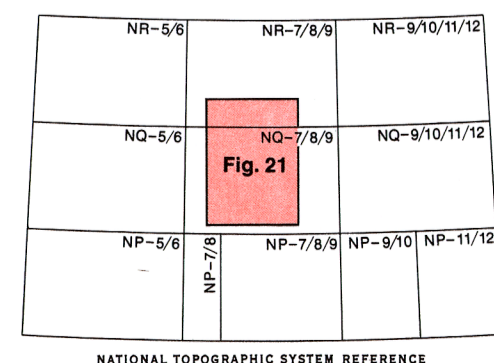 NR-5/6 NR-7/8/9 NR-9/10/11/12
NQ-5/6 NQ-7/8/9 NQ-9/10/11/12
Fig. 21
NP-5/6 NP-7/8 NP-7/8/9 NP-9/10 NP-11/12
NATIONAL TOPOGRAPHIC SYSTEM REFERENCE